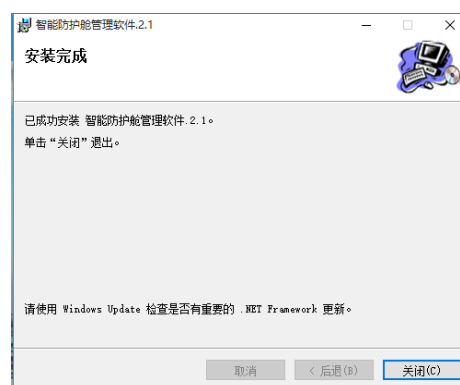 智能防护舱管理软件.2.1
安装完成
已成功安装 智能防护舱管理软件.2.1。
单击“关闭”退出。
请使用 Windows Update 检查是否有重要的 .NET Framework 更新。
取消
< 后退(B)
关闭(C)